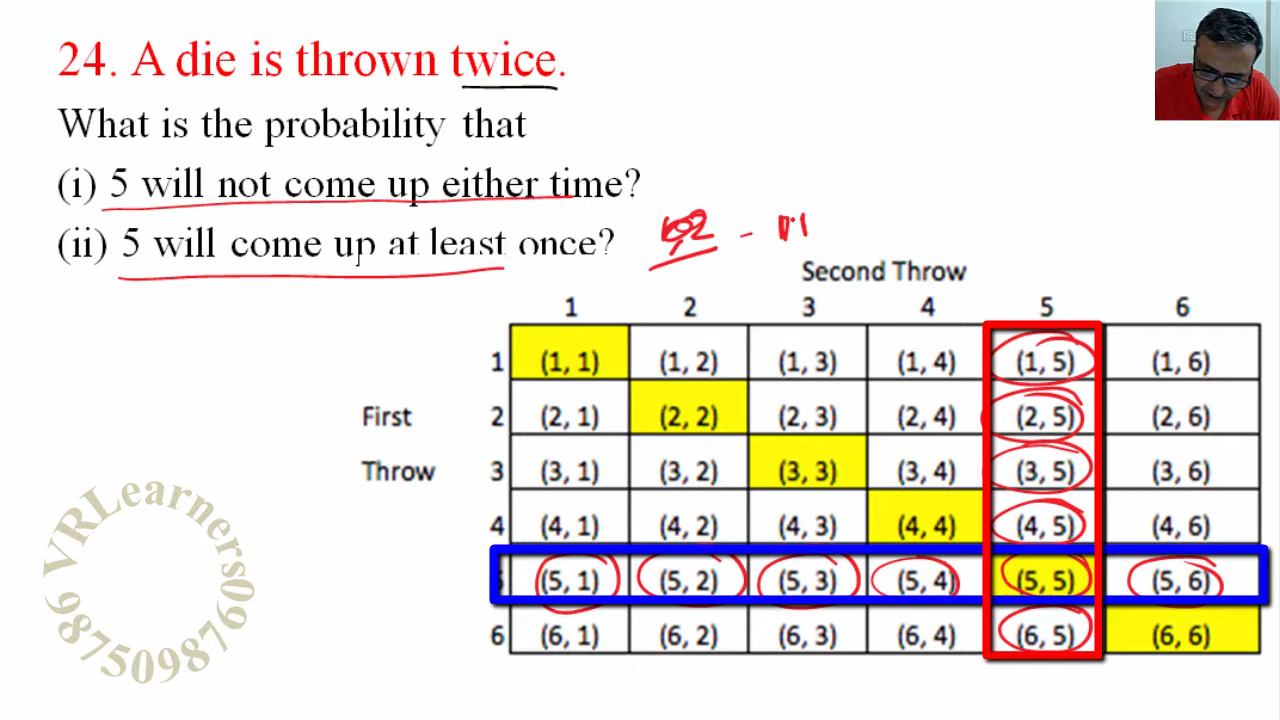 24. A die is thrown twice.
What is the probability that
(i) 5 will not come up either time?
(ii) 5 will come up at least once?
Second Throw
1 2 3 4 5 6
1 (1, 1) (1, 2) (1, 3) (1, 4) (1, 5) (1, 6)
First 2 (2, 1) (2, 2) (2, 3) (2, 4) (2, 5) (2, 6)
Throw 3 (3, 1) (3, 2) (3, 3) (3, 4) (3, 5) (3, 6)
4 (4, 1) (4, 2) (4, 3) (4, 4) (4, 5) (4, 6)
(5, 1) (5, 2) (5, 3) (5, 4) (5, 5) (5, 6)
6 (6, 1) (6, 2) (6, 3) (6, 4) (6, 5) (6, 6)
VRLearners09875098796